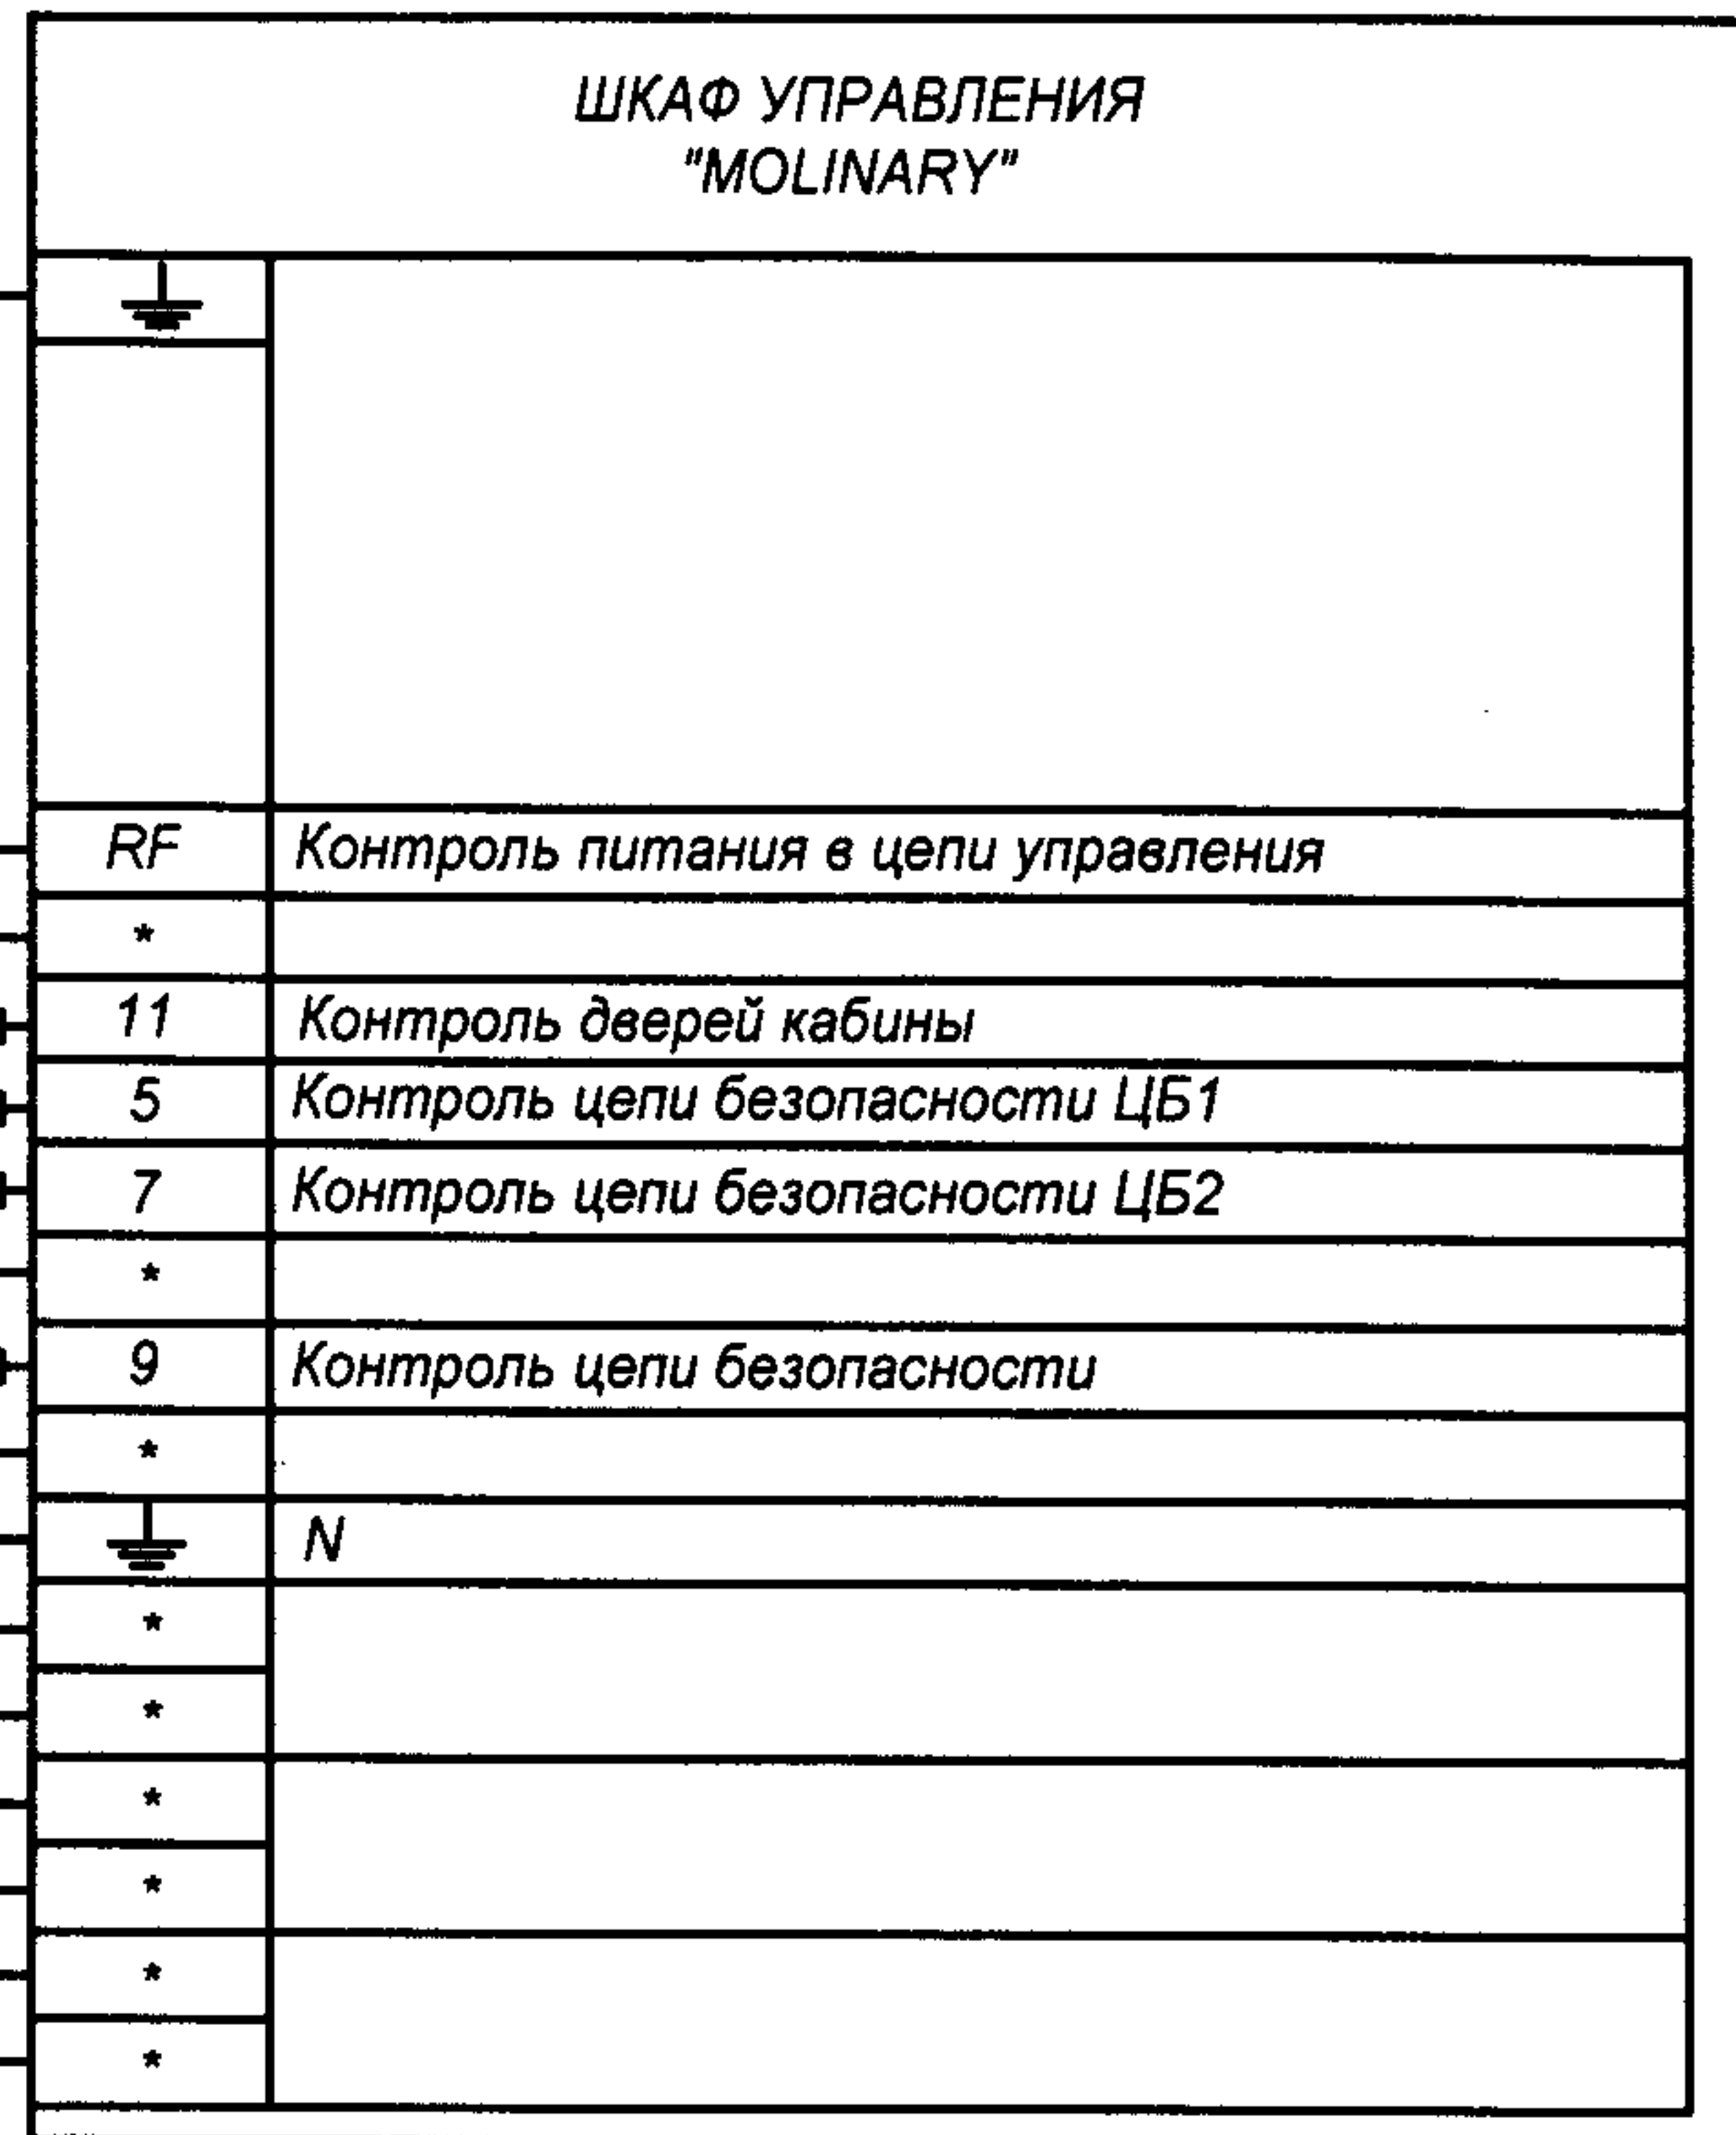 ШКАФ УПРАВЛЕНИЯ
"MOLINARY"
RF Контроль питания в цепи управления
*
11 Контроль дверей кабины
5 Контроль цепи безопасности ЦБ1
7 Контроль цепи безопасности ЦБ2
*
9 Контроль цепи безопасности
*
N
*
*
*
*
*
*